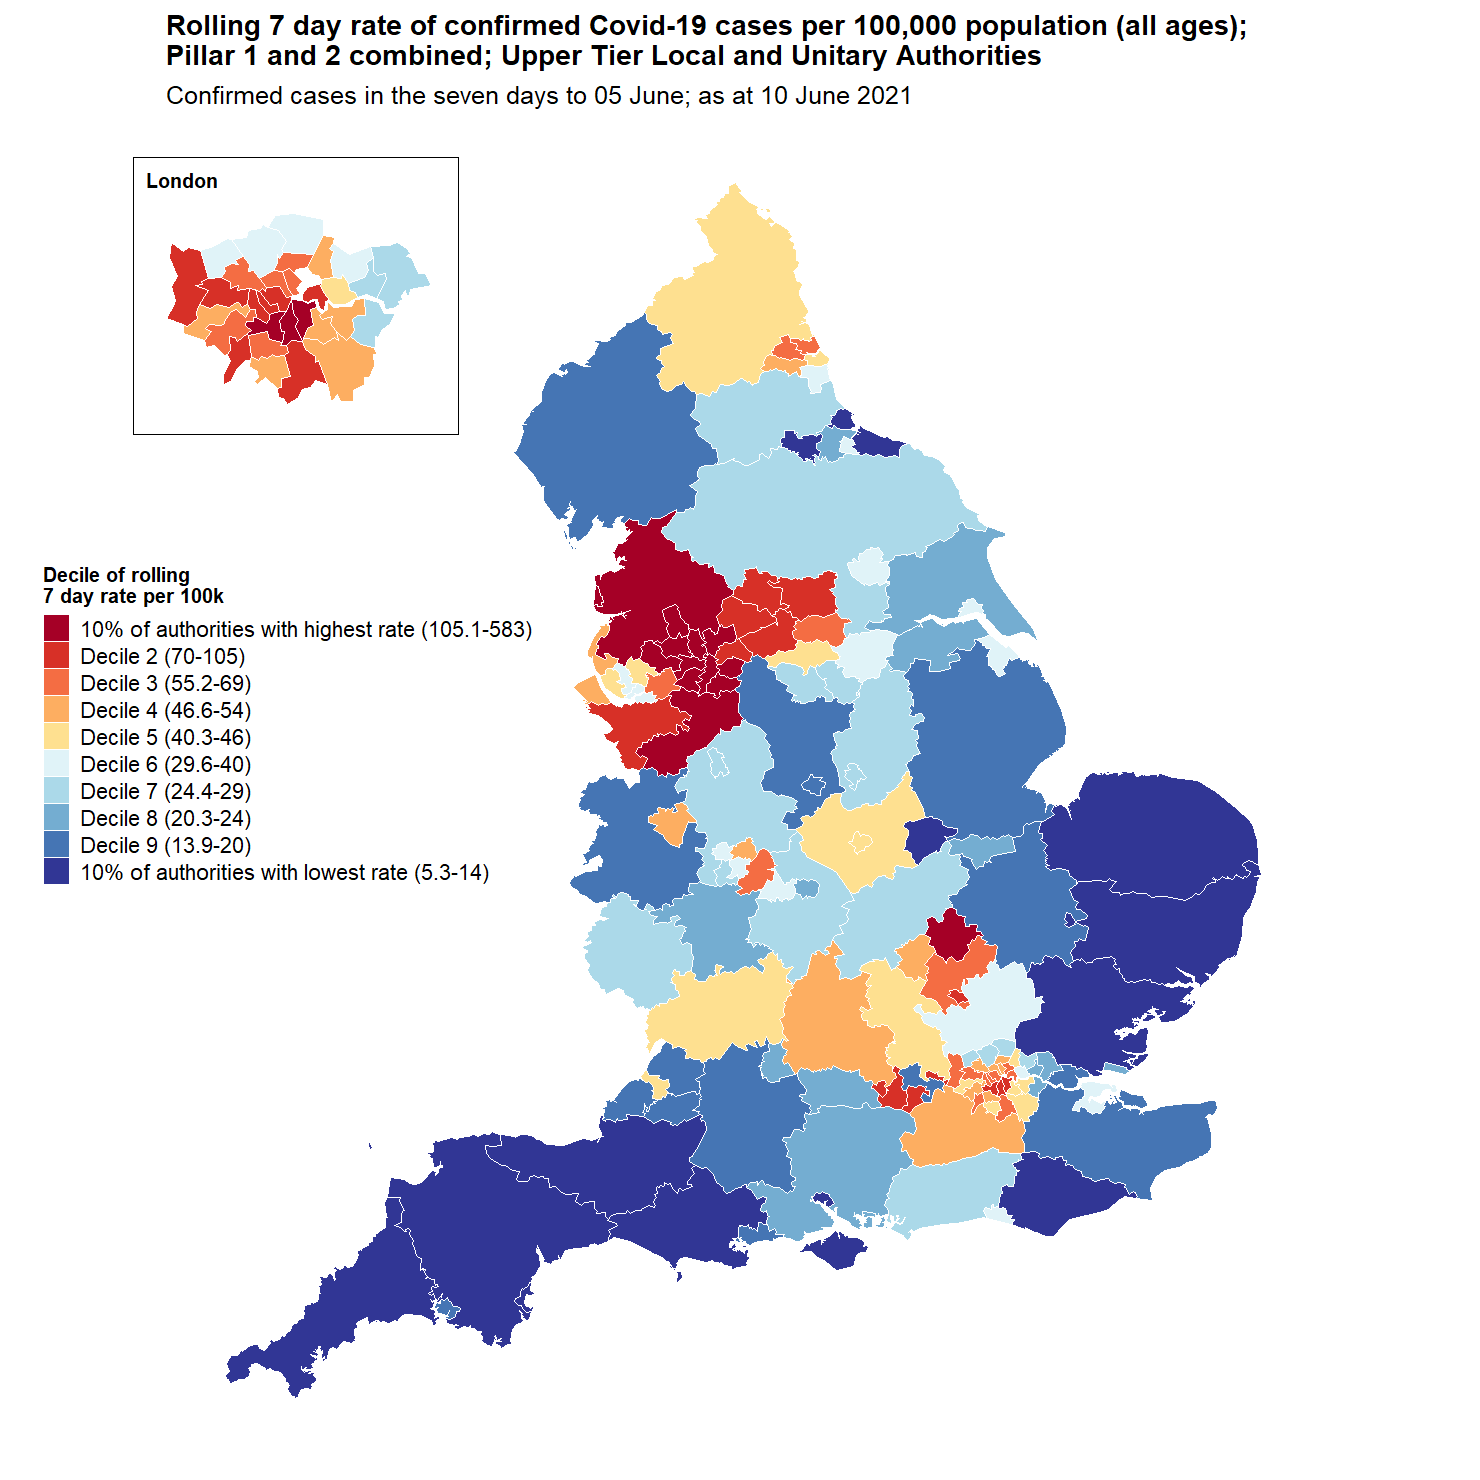 Rolling 7 day rate of confirmed Covid-19 cases per 100,000 population (all ages);
Pillar 1 and 2 combined; Upper Tier Local and Unitary Authorities
Confirmed cases in the seven days to 05 June; as at 10 June 2021
London
Decile of rolling
7 day rate per 100k
10% of authorities with highest rate (105.1-583)
Decile 2 (70-105)
Decile 3 (55.2-69)
Decile 4 (46.6-54)
Decile 5 (40.3-46)
Decile 6 (29.6-40)
Decile 7 (24.4-29)
Decile 8 (20.3-24)
Decile 9 (13.9-20)
10% of authorities with lowest rate (5.3-14)